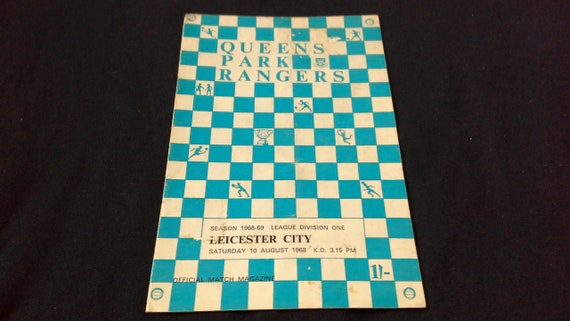 QUEENS
PARK
RANGERS
SEASON 1968-69 LEAGUE DIVISION ONE
LEICESTER CITY
SATURDAY 10 AUGUST 1968 K.O. 3.15 PM
OFFICIAL MATCH MAGAZINE
1/-